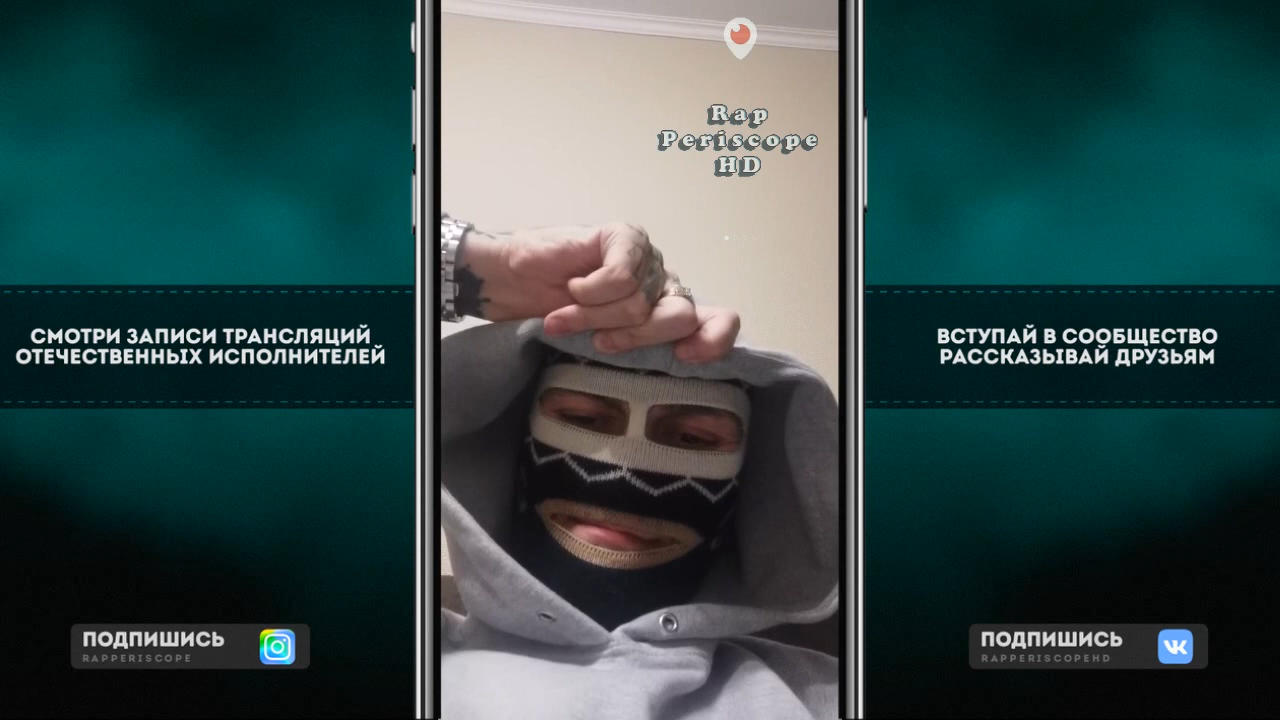 Rap
Periscope
HD
СМОТРИ ЗАПИСИ ТРАНСЛЯЦИЙ
ОТЕЧЕСТВЕННЫХ ИСПОЛНИТЕЛЕЙ
ВСТУПАЙ В СООБЩЕСТВО
РАССКАЗЫВАЙ ДРУЗЬЯМ
ПОДПИШИСЬ
RAPPERISCOPE
ПОДПИШИСЬ
RAPPERISCOPEHD